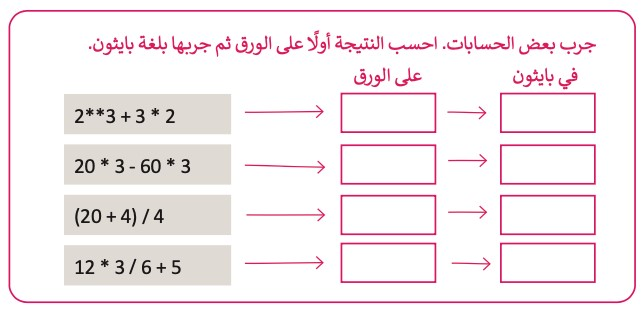 جرب بعض الحسابات. احسب النتيجة أولًا على الورق ثم جربها بلغة بايثون.
في بايثون
على الورق
2**3 + 3 * 2
20 * 3 - 60 * 3
(20 + 4) / 4
12 * 3 / 6 + 5